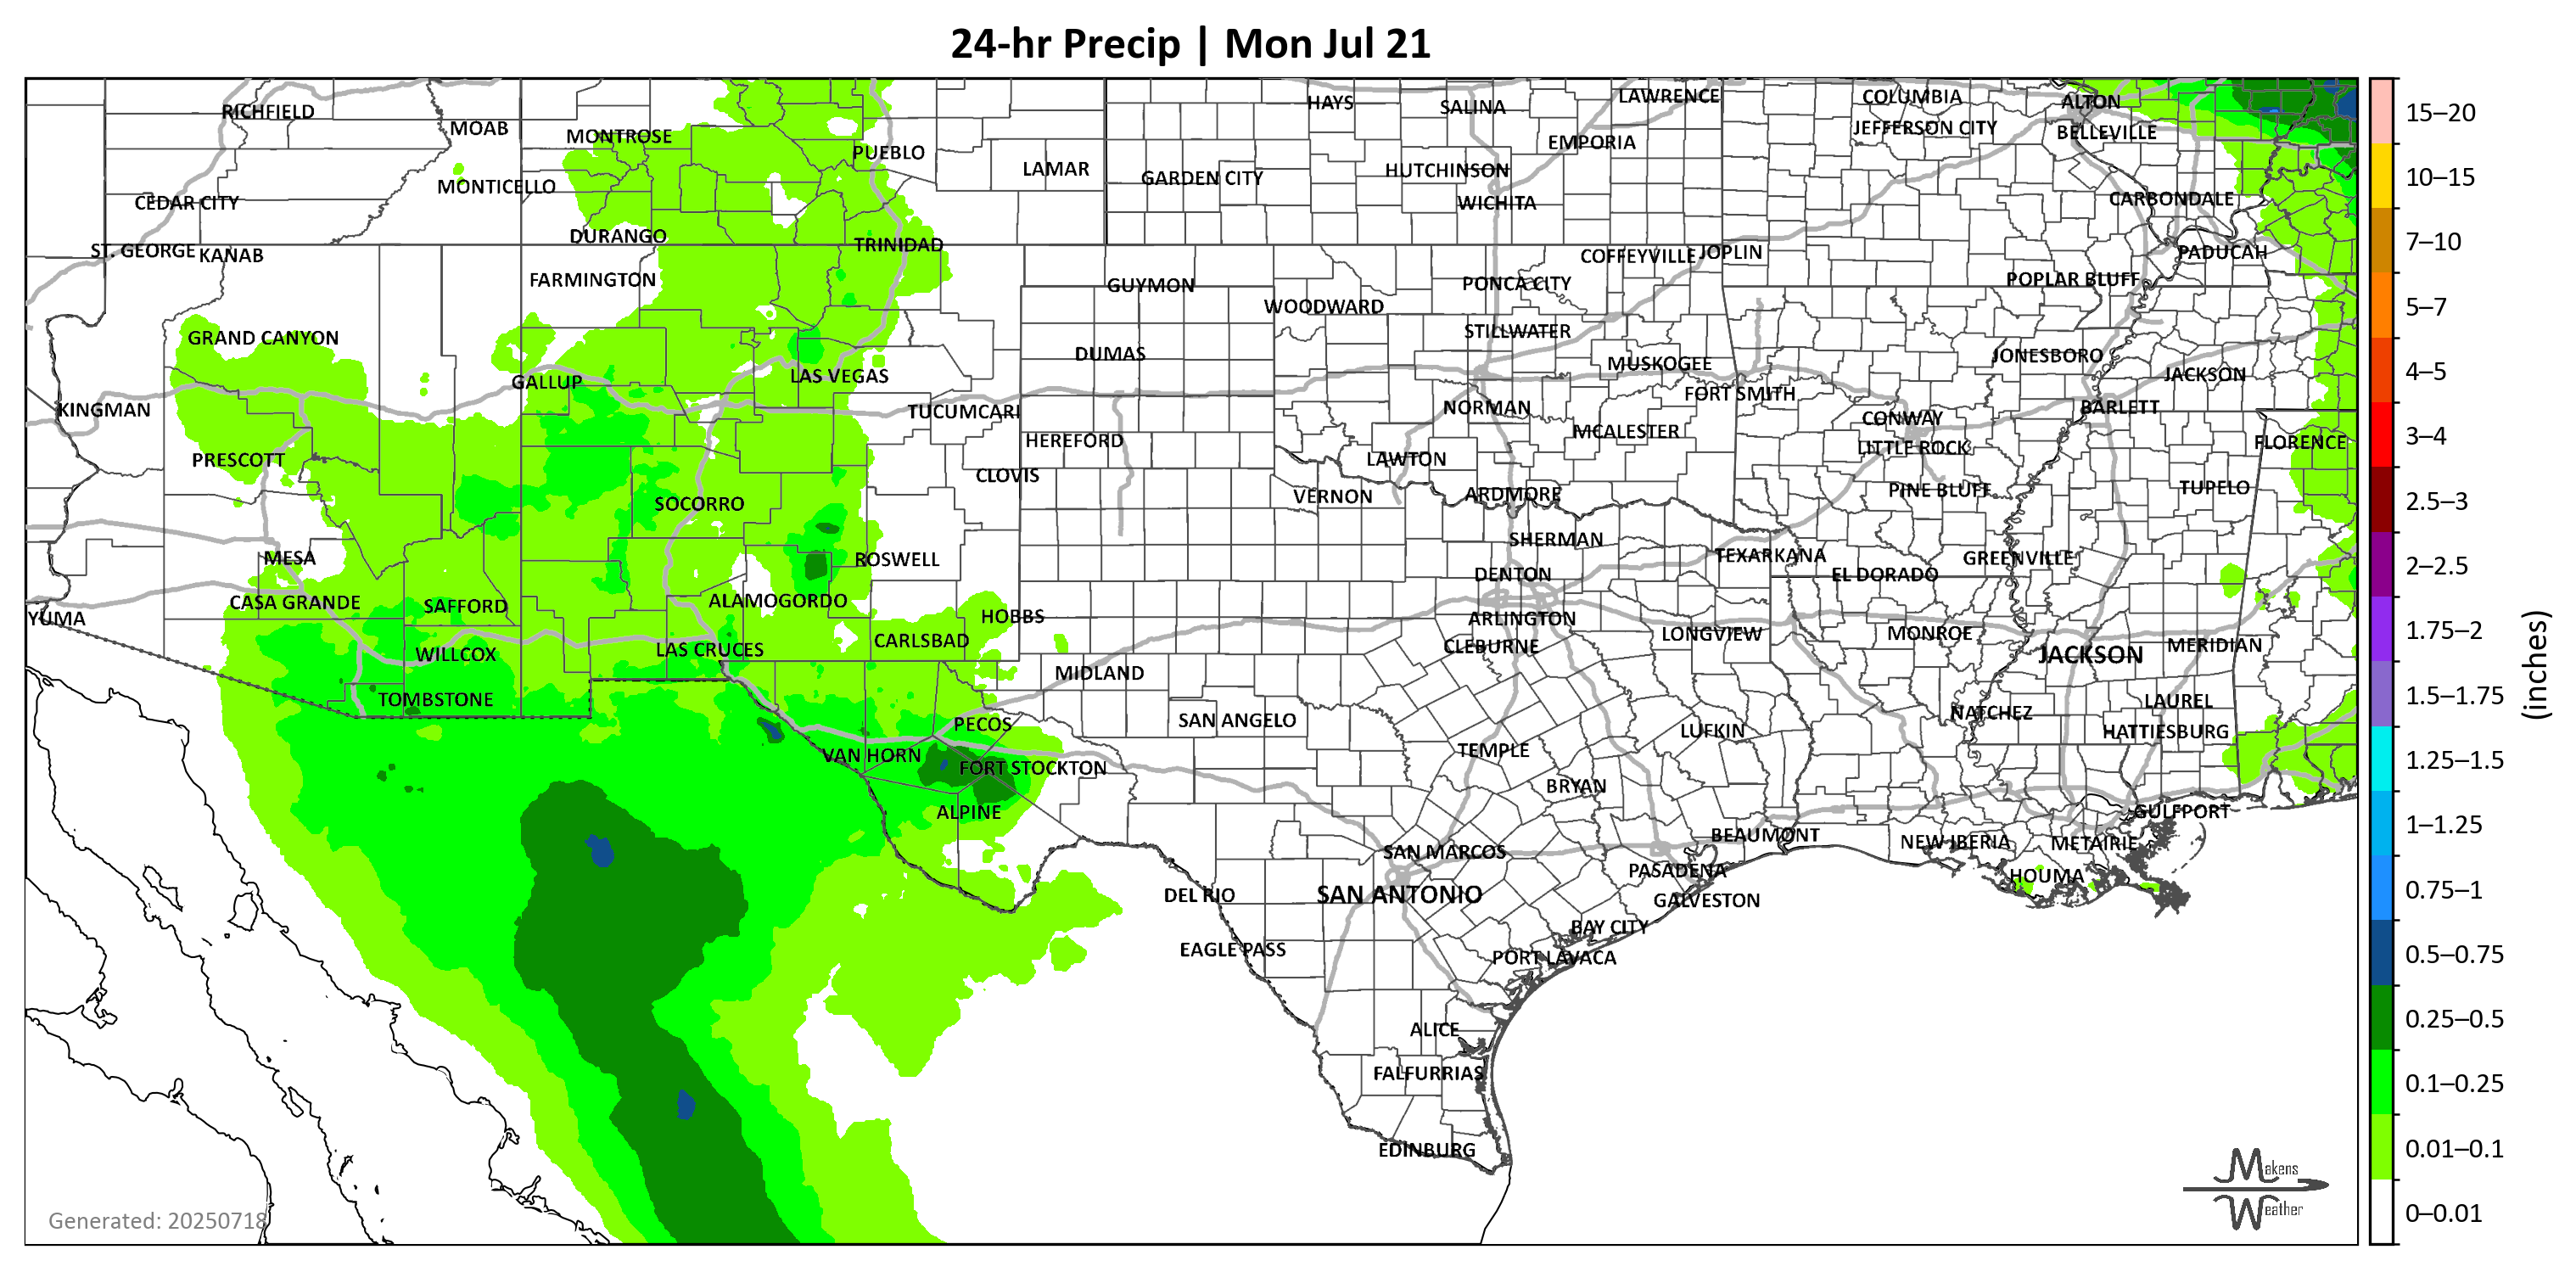 24-hr Precip | Mon Jul 21
RICHFIELD
MOAB
MONTROSE
PUEBLO
LAMAR
HAYS
SALINA
LAWRENCE
COLUMBIA
ALTON
JEFFERSON CITY
BELLEVILLE
EMPORIA
HUTCHINSON
GARDEN CITY
MONTICELLO
CEDAR CITY
WICHITA
CARBONDALE
DURANGO
TRINIDAD
ST. GEORGE
KANAB
COFFEYVILLE
JOPLIN
PADUCAH
FARMINGTON
GUYMON
PONCA CITY
POPLAR BLUFF
WOODWARD
STILLWATER
GRAND CANYON
DUMAS
MUSKOGEE
JONESBORO
JACKSON
GALLUP
LAS VEGAS
FORT SMITH
KINGMAN
TUCUMCARI
NORMAN
CONWAY
BARLETT
HEREFORD
MCALESTER
LITTLE ROCK
FLORENCE
PRESCOTT
CLOVIS
LAWTON
PINE BLUFF
TUPELO
SOCORRO
VERNON
ARDMORE
SHERMAN
MESA
ROSWELL
TEXARKANA
GREENVILLE
DENTON
EL DORADO
CASA GRANDE
SAFFORD
ALAMOGORDO
HOBBS
YUMA
ARLINGTON
CARLSBAD
LONGVIEW
MONROE
WILLCOX
LAS CRUCES
CLEBURNE
JACKSON
MERIDIAN
MIDLAND
TOMBSTONE
LAUREL
PECOS
SAN ANGELO
NATCHEZ
HATTIESBURG
LUFKIN
VAN HORN
FORT STOCKTON
TEMPLE
BRYAN
ALPINE
GULFPORT
BEAUMONT
NEW IBERIA
METAIRIE
SAN MARCOS
PASADENA
HOUMA
DEL RIO
SAN ANTONIO
GALVESTON
BAY CITY
EAGLE PASS
PORT LAVACA
ALICE
FALFURRIAS
EDINBURG
Generated: 20250718
Makens
Weather
15–20
10–15
7–10
5–7
4–5
3–4
2.5–3
2–2.5
1.75–2
1.5–1.75
1.25–1.5
1–1.25
0.75–1
0.5–0.75
0.25–0.5
0.1–0.25
0.01–0.1
0–0.01
(inches)